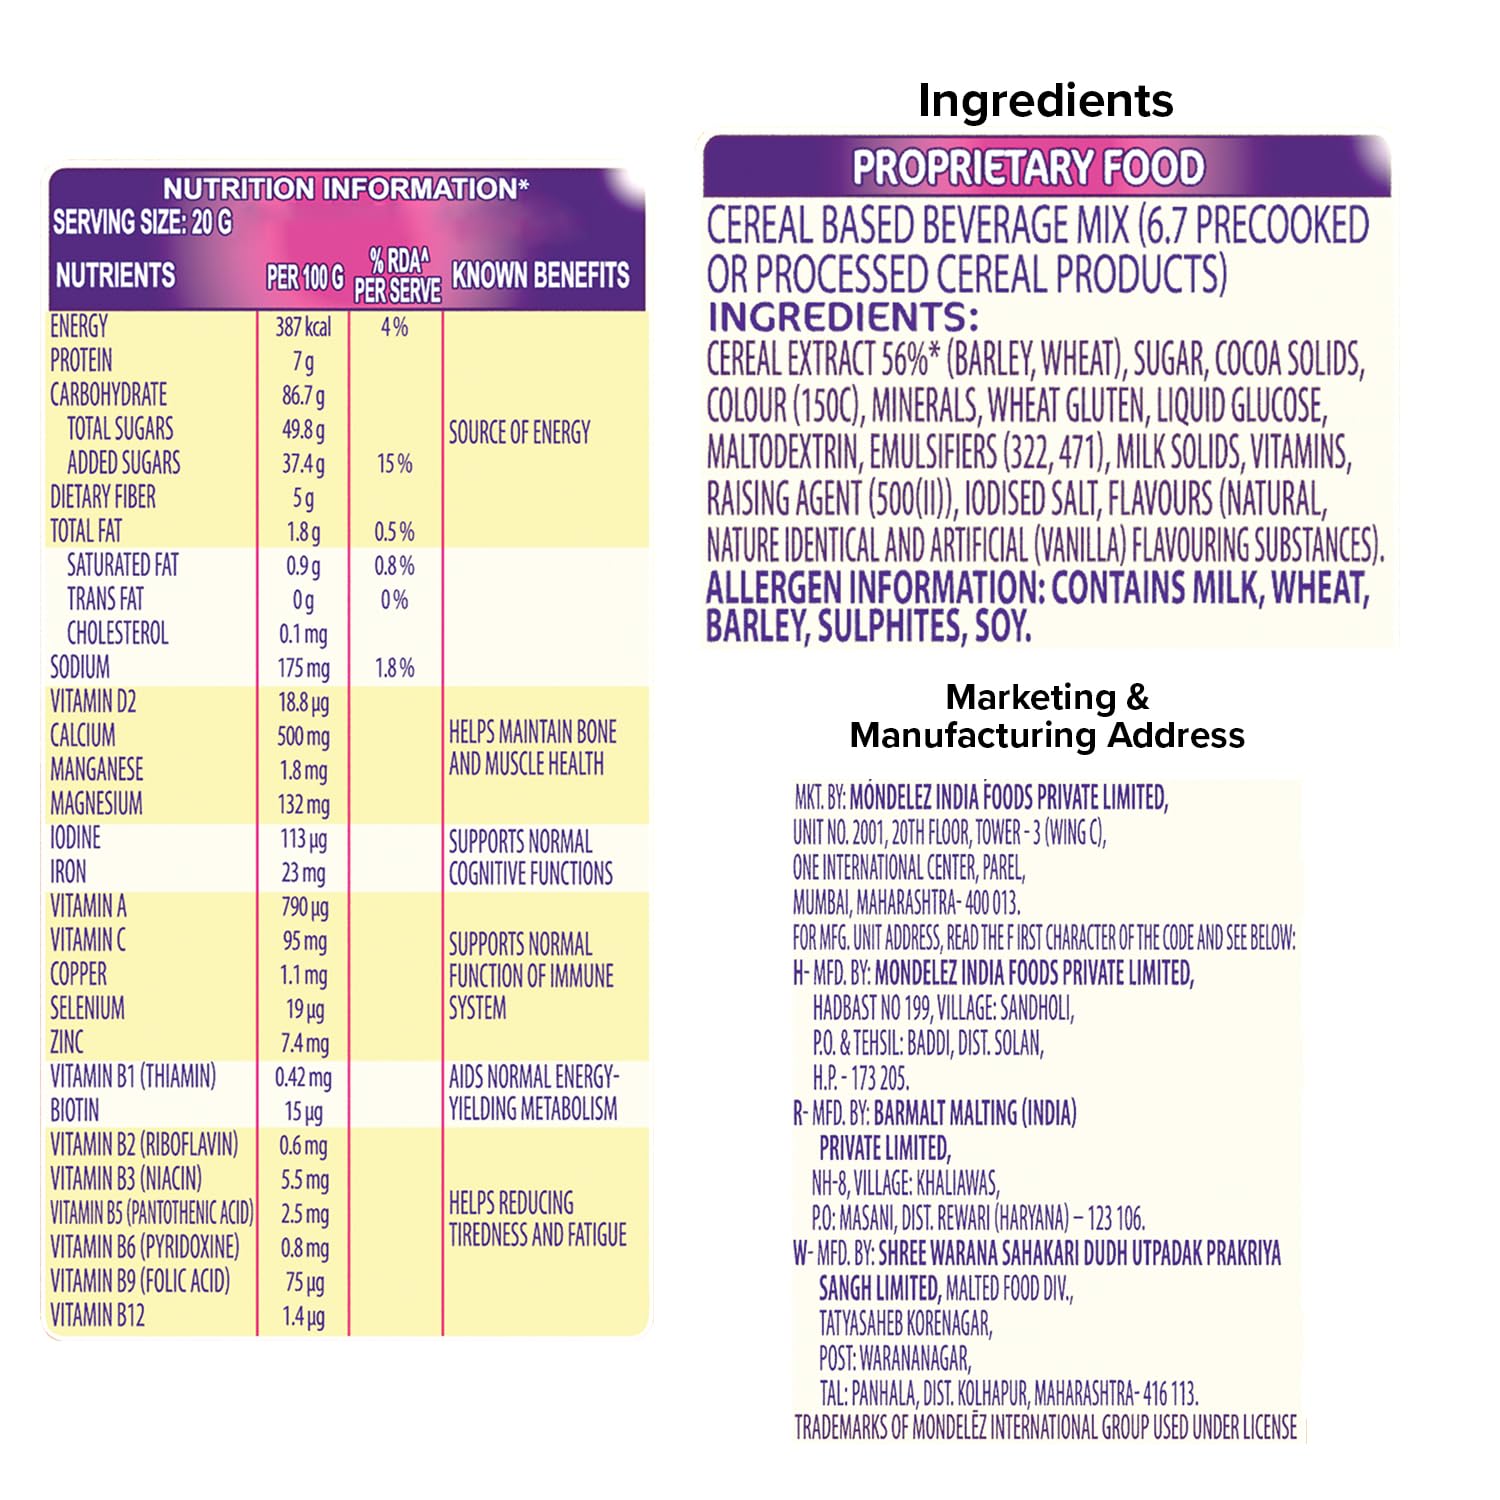 NUTRITION INFORMATION*
SERVING SIZE: 20 G
NUTRIENTS PER 100 G % RDA^ PER SERVE KNOWN BENEFITS
ENERGY 387 kcal 4%
PROTEIN 7 g
CARBOHYDRATE 86.7 g
TOTAL SUGARS 49.8 g SOURCE OF ENERGY
ADDED SUGARS 37.4 g 15%
DIETARY FIBER 5 g
TOTAL FAT 1.8 g 0.5%
SATURATED FAT 0.9 g 0.8%
TRANS FAT 0 g 0%
CHOLESTEROL 0.1 mg
SODIUM 175 mg 1.8%
VITAMIN D2 18.8 µg
CALCIUM 500 mg HELPS MAINTAIN BONE
MANGANESE 1.8 mg AND MUSCLE HEALTH
MAGNESIUM 132 mg
IODINE 113 µg SUPPORTS NORMAL
IRON 23 mg COGNITIVE FUNCTIONS
VITAMIN A 790 µg
VITAMIN C 95 mg SUPPORTS NORMAL
COPPER 1.1 mg FUNCTION OF IMMUNE
SELENIUM 19 µg SYSTEM
ZINC 7.4 mg
VITAMIN B1 (THIAMIN) 0.42 mg AIDS NORMAL ENERGY-
BIOTIN 15 µg YIELDING METABOLISM
VITAMIN B2 (RIBOFLAVIN) 0.6 mg
VITAMIN B3 (NIACIN) 5.5 mg
VITAMIN B5 (PANTOTHENIC ACID) 2.5 mg HELPS REDUCING
VITAMIN B6 (PYRIDOXINE) 0.8 mg TIREDNESS AND FATIGUE
VITAMIN B9 (FOLIC ACID) 75 µg
VITAMIN B12 1.4 µg
Ingredients
PROPRIETARY FOOD
CEREAL BASED BEVERAGE MIX (6.7 PRECOOKED
OR PROCESSED CEREAL PRODUCTS)
INGREDIENTS:
CEREAL EXTRACT 56%* (BARLEY, WHEAT), SUGAR, COCOA SOLIDS,
COLOUR (150C), MINERALS, WHEAT GLUTEN, LIQUID GLUCOSE,
MALTODEXTRIN, EMULSIFIERS (322, 471), MILK SOLIDS, VITAMINS,
RAISING AGENT (500(II)), IODISED SALT, FLAVOURS (NATURAL,
NATURE IDENTICAL AND ARTIFICIAL (VANILLA) FLAVOURING SUBSTANCES).
ALLERGEN INFORMATION: CONTAINS MILK, WHEAT,
BARLEY, SULPHITES, SOY.
Marketing &
Manufacturing Address
MKT. BY: MONDELEZ INDIA FOODS PRIVATE LIMITED,
UNIT NO. 2001, 20TH FLOOR, TOWER - 3 (WING C),
ONE INTERNATIONAL CENTER, PAREL,
MUMBAI, MAHARASHTRA- 400 013.
FOR MFG. UNIT ADDRESS, READ THE F IRST CHARACTER OF THE CODE AND SEE BELOW:
H- MFD. BY: MONDELEZ INDIA FOODS PRIVATE LIMITED,
HADBAST NO 199, VILLAGE: SANDHOLI,
P.O. & TEHSIL: BADDI, DIST. SOLAN,
H.P. - 173 205.
R- MFD. BY: BARMALT MALTING (INDIA)
PRIVATE LIMITED,
NH-8, VILLAGE: KHALIAWAS,
P.O: MASANI, DIST. REWARI (HARYANA) – 123 106.
W- MFD. BY: SHREE WARANA SAHAKARI DUDH UTPADAK PRAKRIYA
SANGH LIMITED, MALTED FOOD DIV.,
TATYASAHEB KORENAGAR,
POST: WARANANAGAR,
TAL: PANHALA, DIST. KOLHAPUR, MAHARASHTRA- 416 113.
TRADEMARKS OF MONDELĒZ INTERNATIONAL GROUP USED UNDER LICENSE